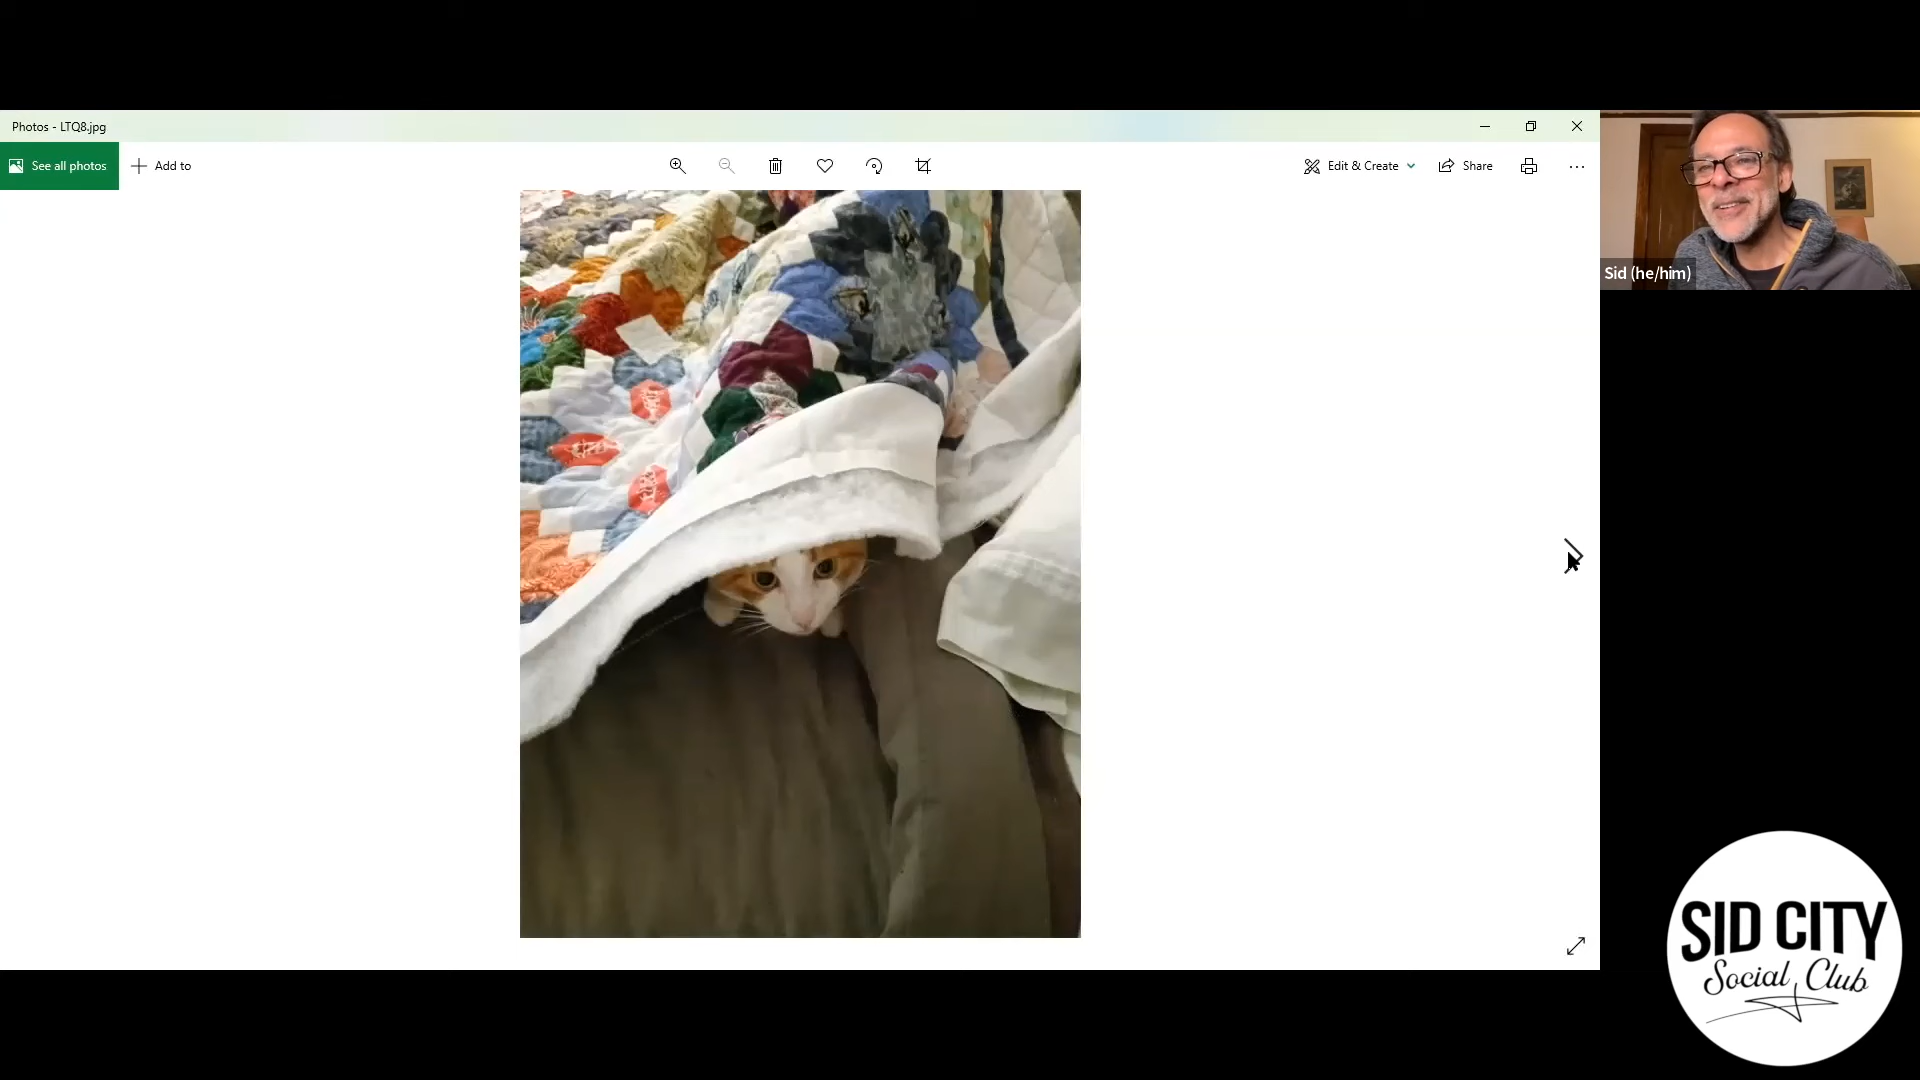 Photos - LTQ8.jpg
See all photos
Add to
Edit & Create
Share
Sid (he/him)
SID CITY
Social Club